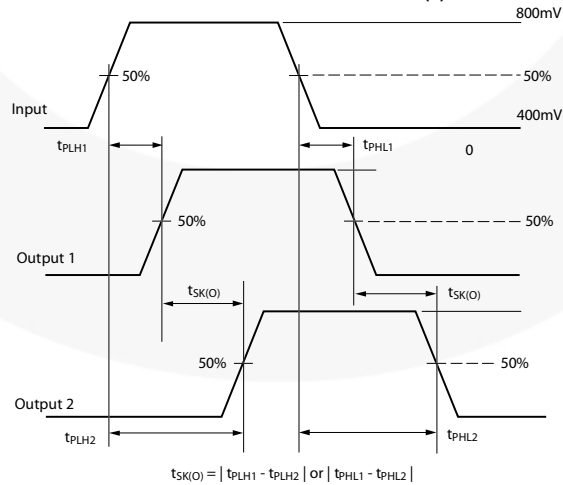 800mV
50%
50%
Input
400mV
tPLH1
tPHL1
0
50%
50%
Output 1
tSK(O)
tSK(O)
50%
50%
Output 2
tPLH2
tPHL2
tSK(O) = | tPLH1 - tPLH2 | or | tPHL1 - tPHL2 |